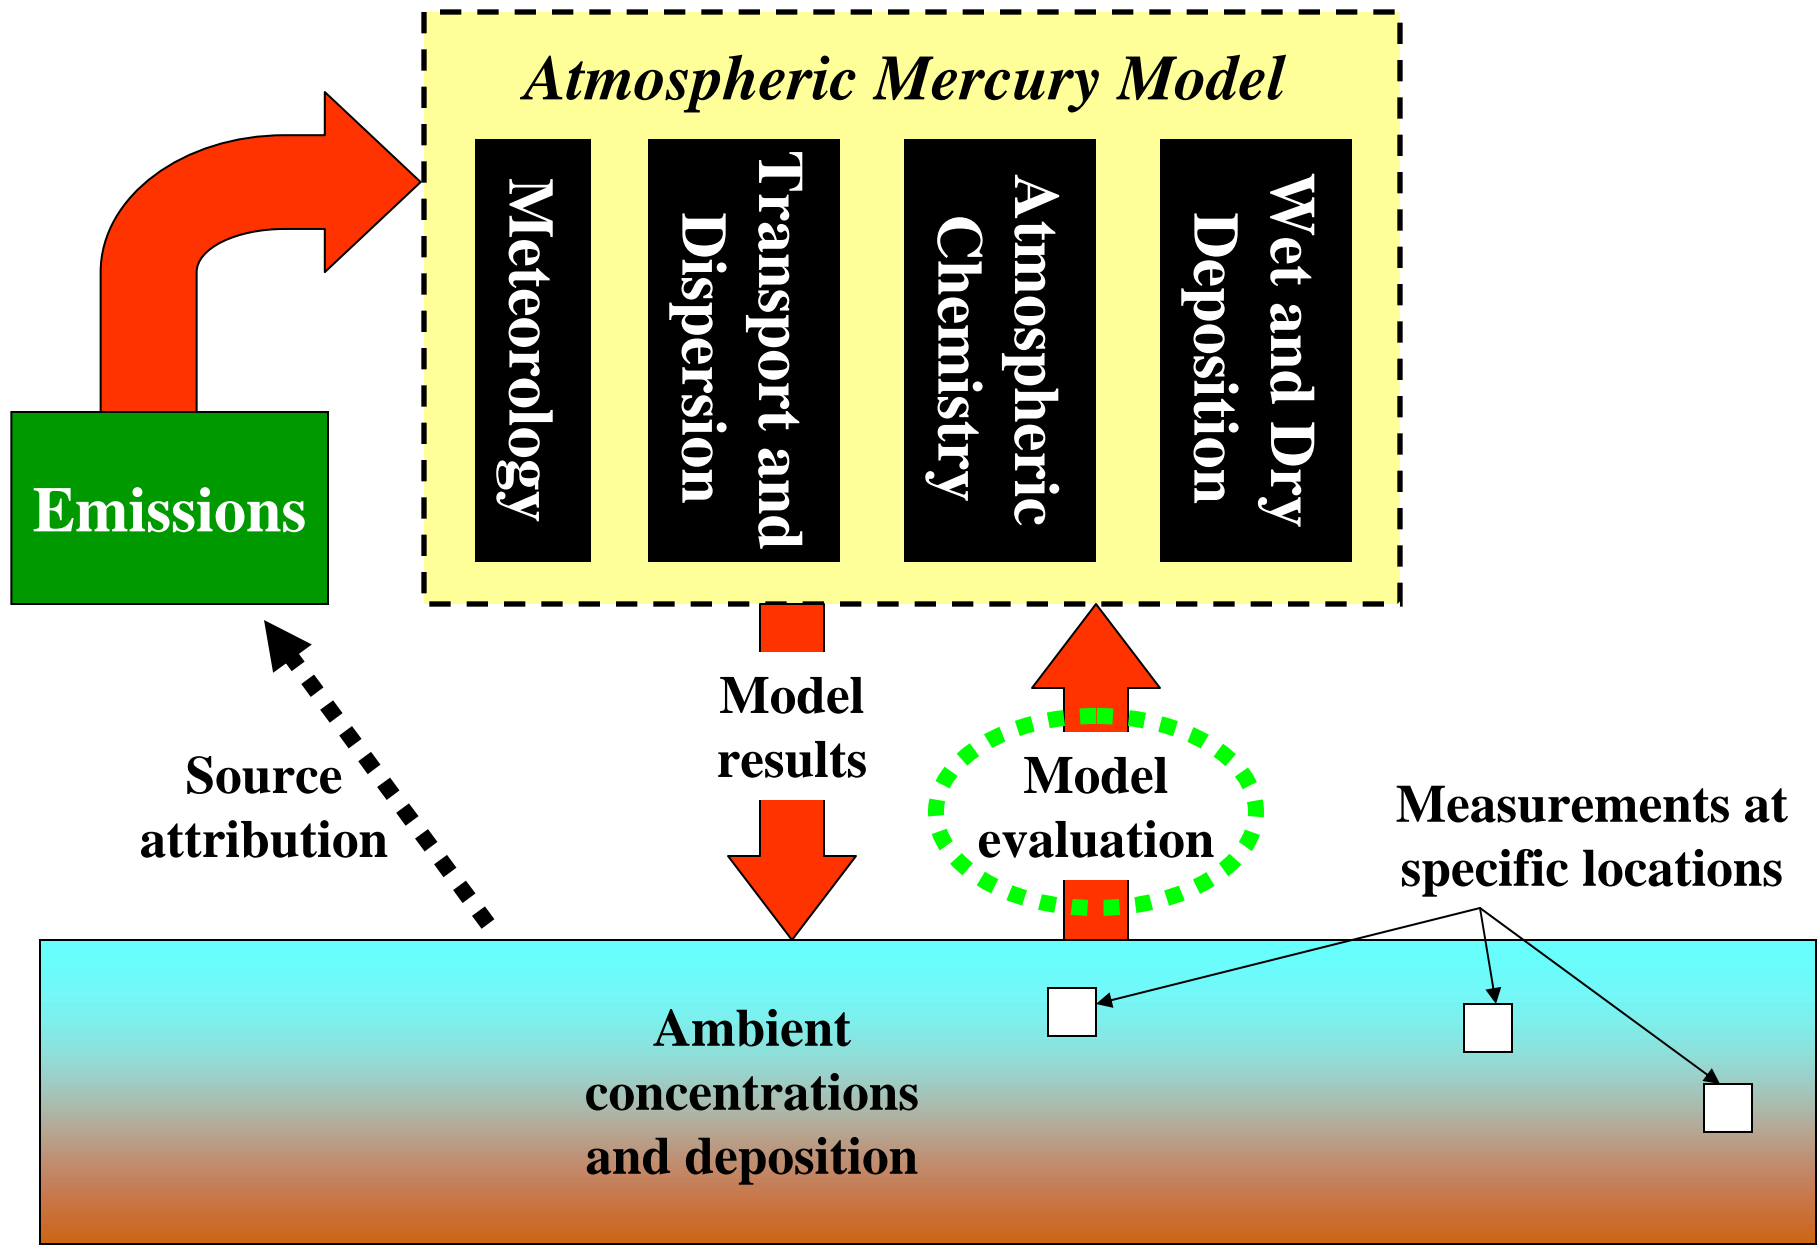 Atmospheric Mercury Model
Meteorology
Transport and
Dispersion
Atmospheric
Chemistry
Wet and Dry
Deposition
Emissions
Source
attribution
Model
results
Model
evaluation
Measurements at
specific locations
Ambient
concentrations
and deposition